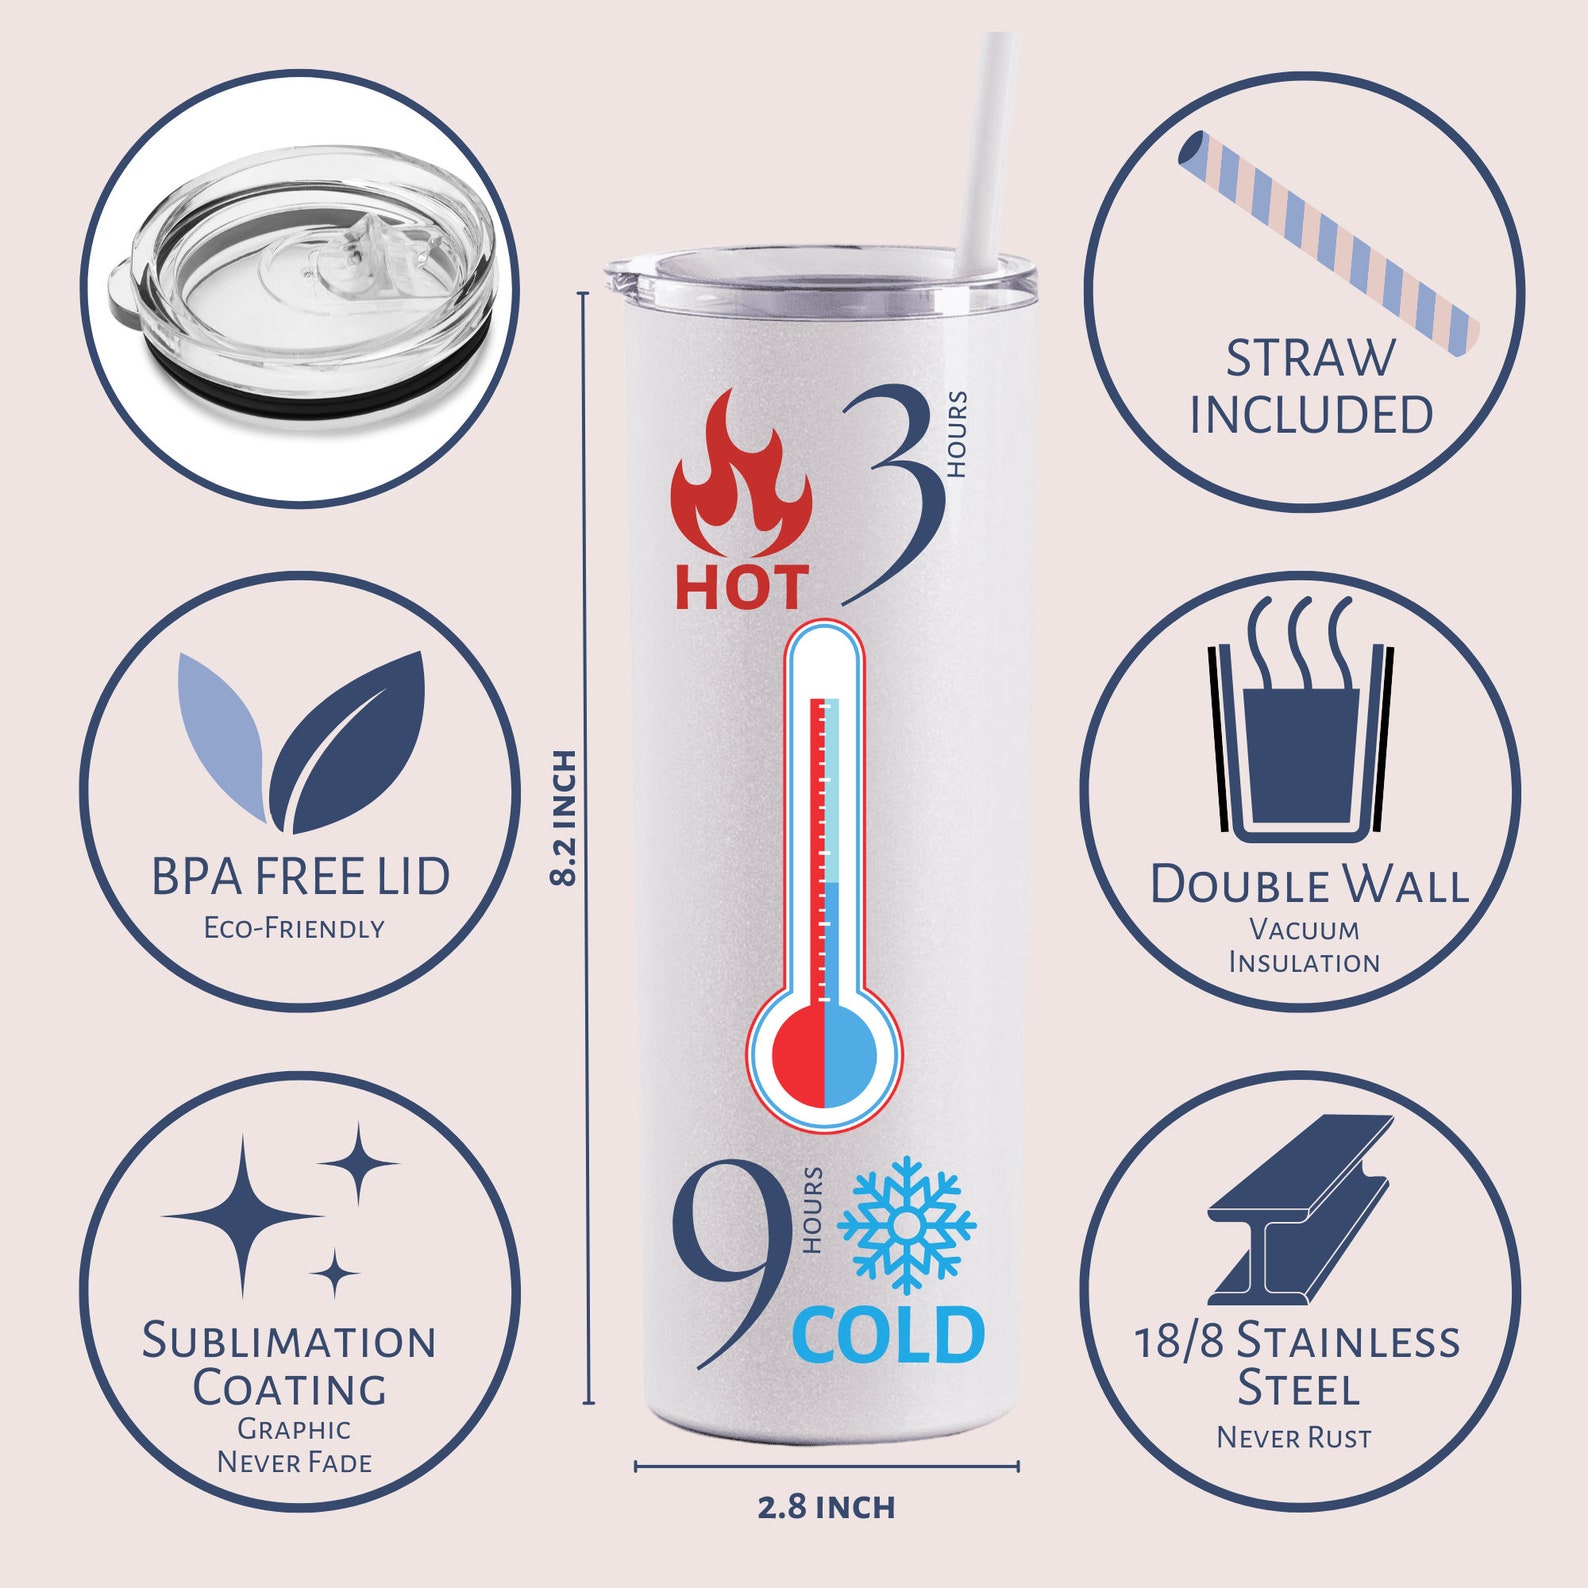 STRAW
INCLUDED
3
HOURS
HOT
BPA FREE LID
ECO-FRIENDLY
8.2 INCH
DOUBLE WALL
VACUUM
INSULATION
9
HOURS
COLD
SUBLIMATION
COATING
GRAPHIC
NEVER FADE
18/8 STAINLESS
STEEL
NEVER RUST
2.8 INCH